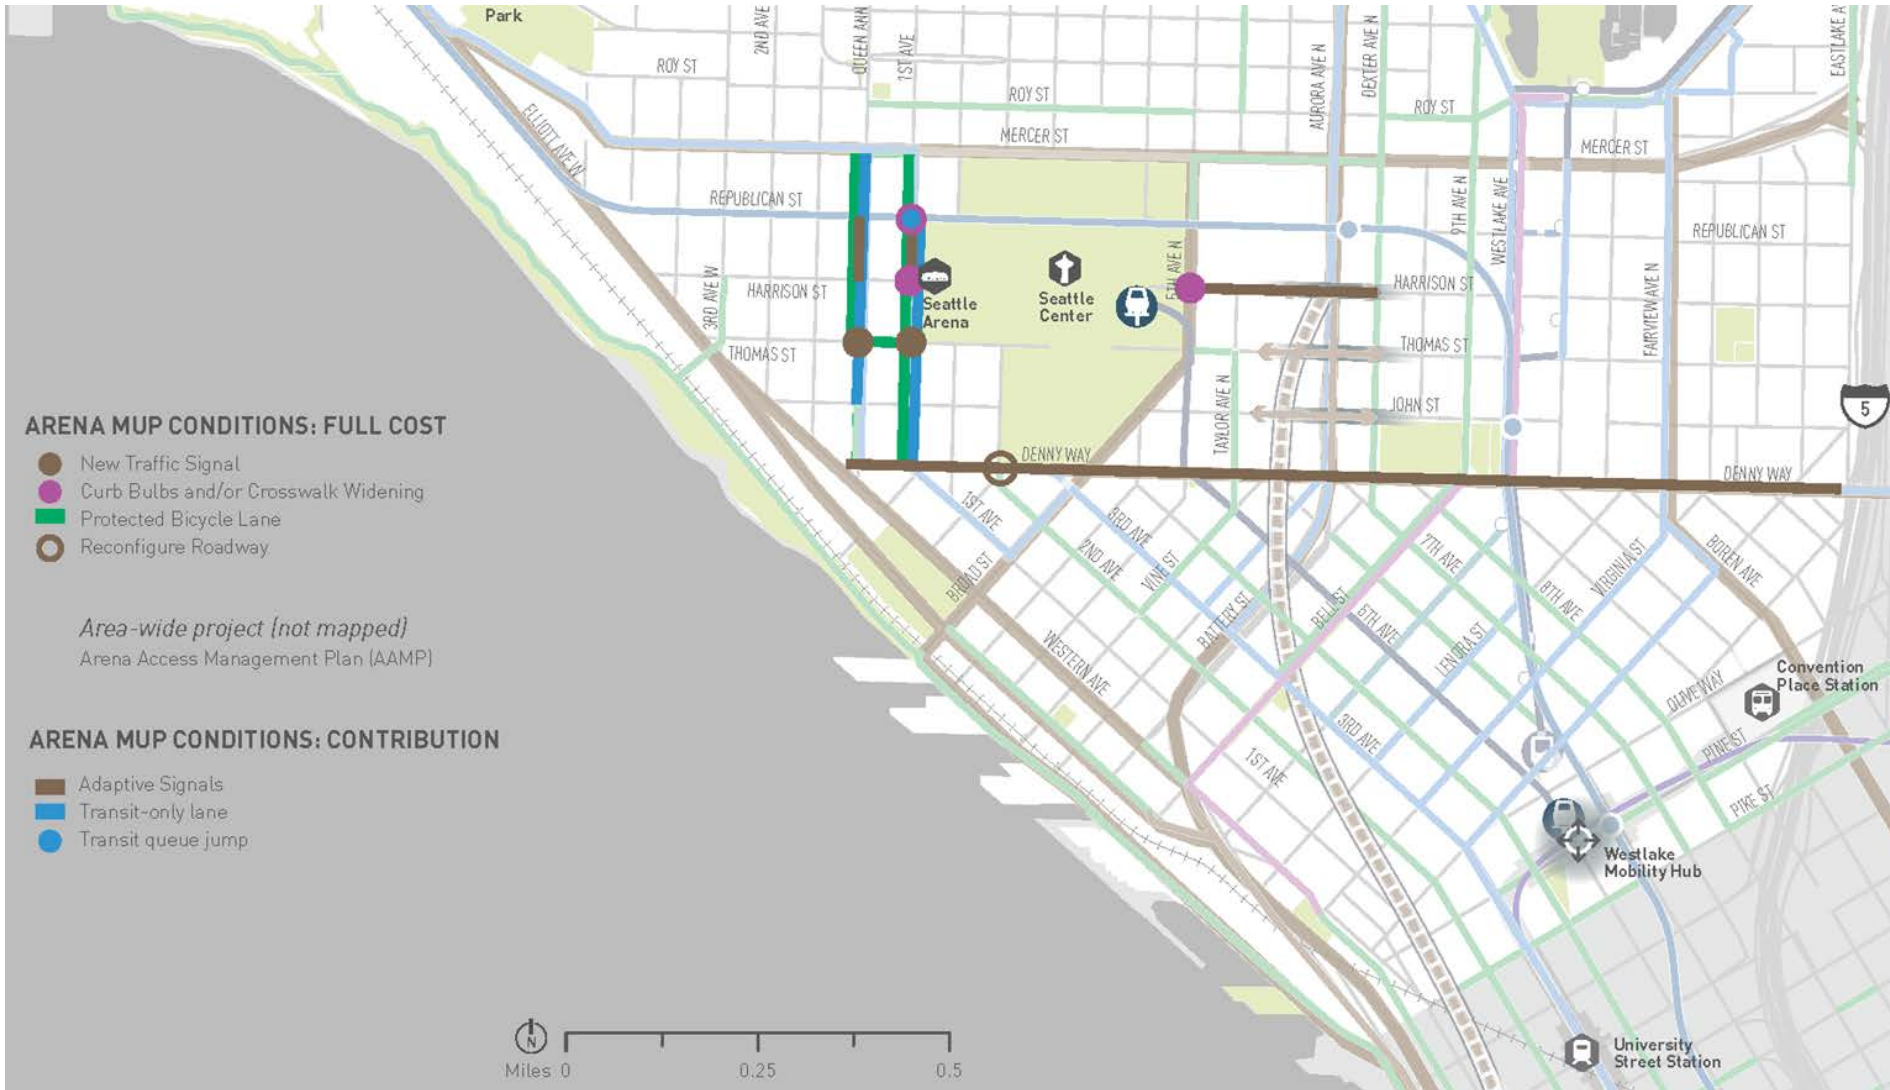 Park
2ND AVE
QUEEN ANN
1ST AVE
ROY ST
ROY ST
MERCER ST
AURORA AVE N
DEXTER AVE N
ROY ST
MERCER ST
EASTLAKE A
ELLIOTT AVE W
REPUBLICAN ST
9TH AVE N
WESTLAKE AVE
REPUBLICAN ST
3RD AVE W
HARRISON ST
Seattle
Arena
Seattle
Center
5TH AVE N
HARRISON ST
FAIRVIEW AVE N
THOMAS ST
THOMAS ST
TAYLOR AVE N
JOHN ST
5
DENNY WAY
DENNY WAY
ARENA MUP CONDITIONS: FULL COST
New Traffic Signal
Curb Bulbs and/or Crosswalk Widening
Protected Bicycle Lane
Reconfigure Roadway
Area-wide project (not mapped)
Arena Access Management Plan (AAMP)
ARENA MUP CONDITIONS: CONTRIBUTION
Adaptive Signals
Transit-only lane
Transit queue jump
1ST AVE
3RD AVE
2ND AVE
VINE ST
BROAD ST
BATTERY ST
BELL ST
6TH AVE
7TH AVE
8TH AVE
LENORA ST
VIRGINIA ST
BOREN AVE
WESTERN AVE
3RD AVE
1ST AVE
OLIVE WAY
Convention
Place Station
PINE ST
PIKE ST
Westlake
Mobility Hub
University
Street Station
N
Miles 0
0.25
0.5